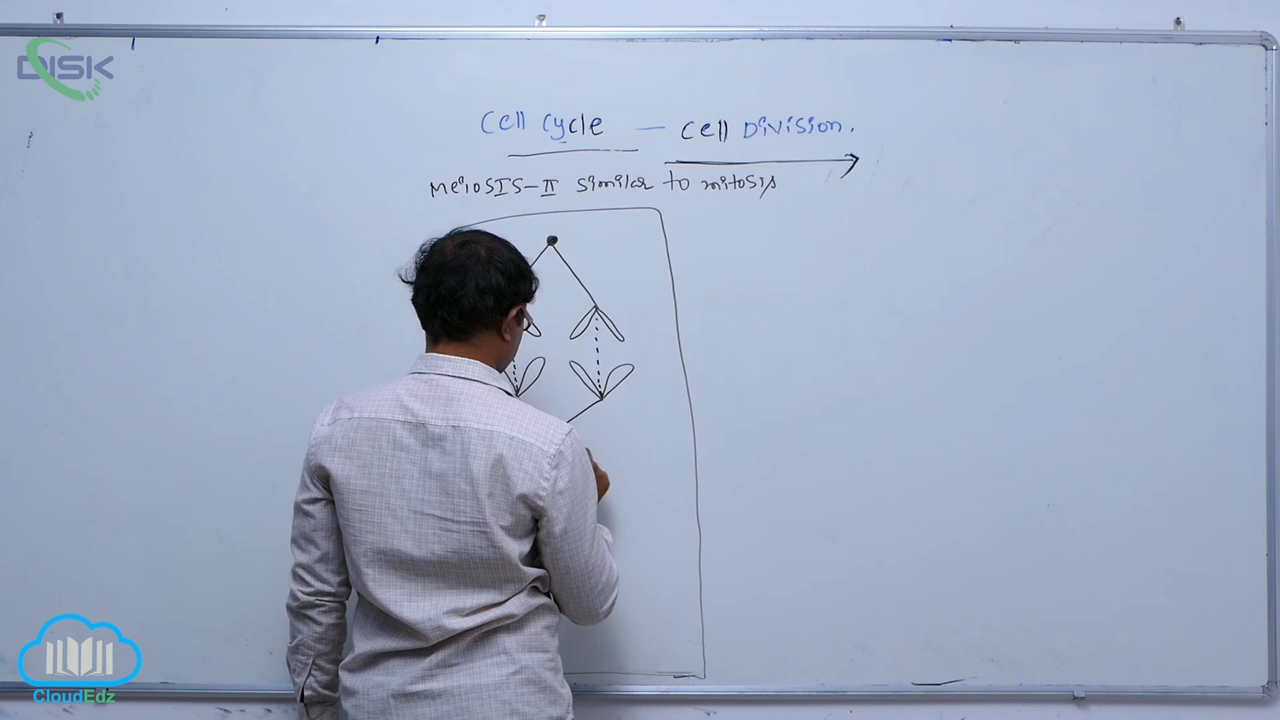 DISK
Cell Cycle — Cell Division.
MeiosIS-II similar to mitosis
CloudEdz